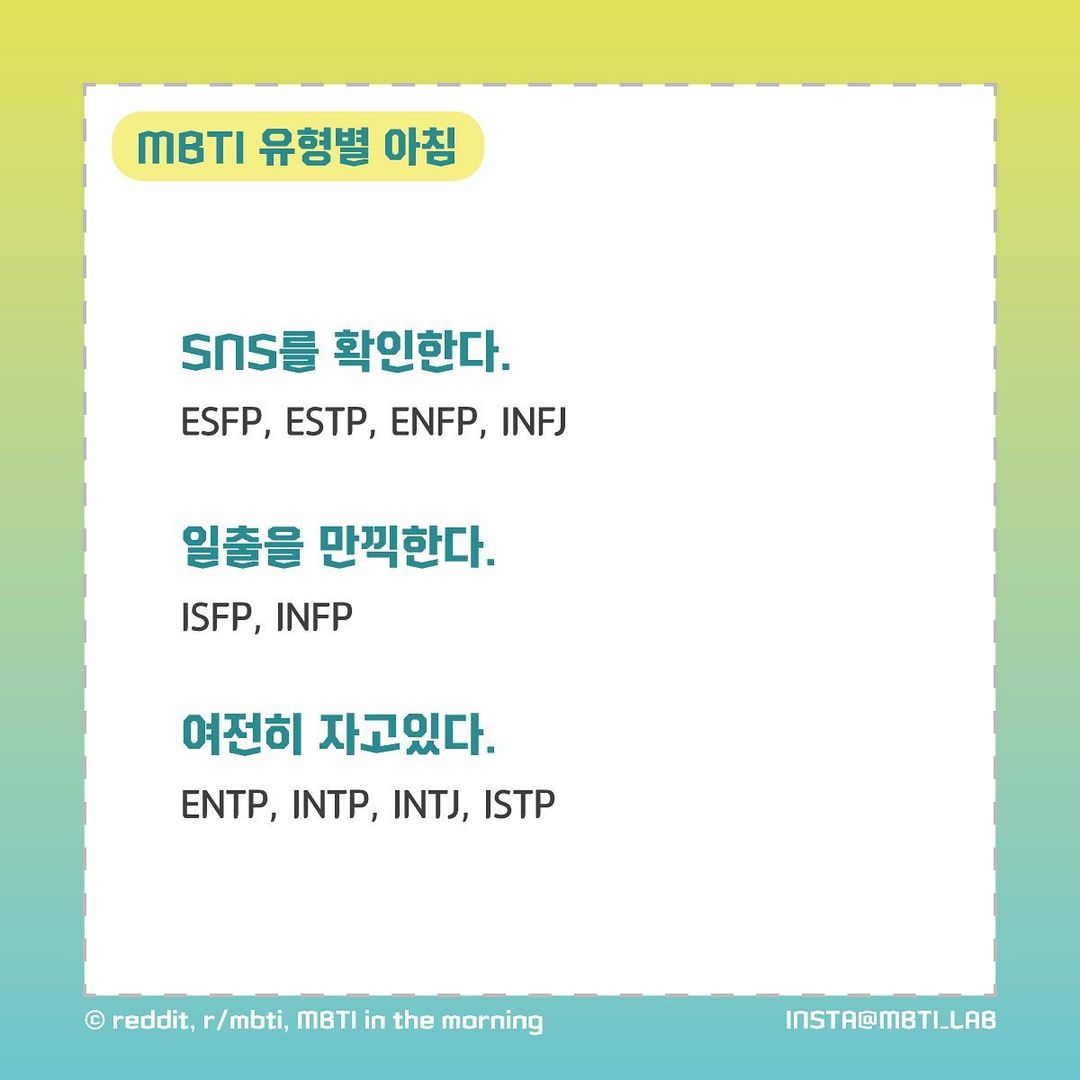 MBTI 유형별 아침
SNS를 확인한다.
ESFP, ESTP, ENFP, INFJ
일출을 만끽한다.
ISFP, INFP
여전히 자고있다.
ENTP, INTP, INTJ, ISTP
© reddit, r/mbti, MBTI in the morning
INSTA@MBTI_LAB